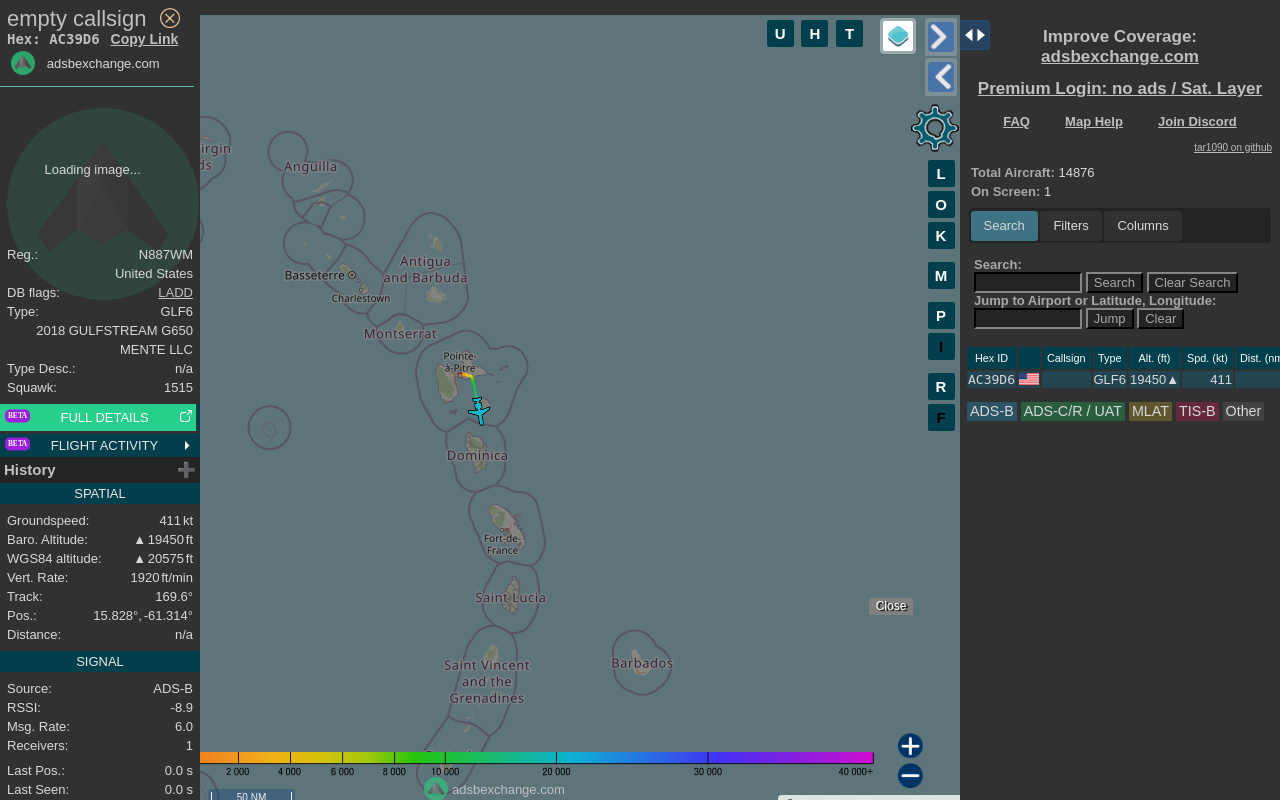 empty callsign
Hex: AC39D6 Copy Link
adsbexchange.com
Loading image...
Reg.: N887WM
United States
DB flags: LADD
Type: GLF6
2018 GULFSTREAM G650
MENTE LLC
Type Desc.: n/a
Squawk: 1515
BETA FULL DETAILS
BETA FLIGHT ACTIVITY
History
SPATIAL
Groundspeed: 411 kt
Baro. Altitude: ▲ 19450 ft
WGS84 altitude: ▲ 20575 ft
Vert. Rate: 1920 ft/min
Track: 169.6°
Pos.: 15.828°, -61.314°
Distance: n/a
SIGNAL
Source: ADS-B
RSSI: -8.9
Msg. Rate: 6.0
Receivers: 1
Last Pos.: 0.0 s
Last Seen: 0.0 s
U H T
L
O
K
M
P
I
R
F
Anguilla
Antigua
and Barbuda
Basseterre
Charlestown
Montserrat
Pointe-
à-Pitre
Dominica
Fort-de-
France
Saint Lucia
Saint Vincent
and the
Grenadines
Barbados
Close
2 000 4 000 6 000 8 000 10 000 20 000 30 000 40 000+
adsbexchange.com
50 NM
Improve Coverage:
adsbexchange.com
Premium Login: no ads / Sat. Layer
FAQ Map Help Join Discord
tar1090 on github
Total Aircraft: 14876
On Screen: 1
Search Filters Columns
Search:
Search Clear Search
Jump to Airport or Latitude, Longitude:
Jump Clear
Hex ID Callsign Type Alt. (ft) Spd. (kt) Dist. (nm
AC39D6 GLF6 19450▲ 411
ADS-B ADS-C/R / UAT MLAT TIS-B Other